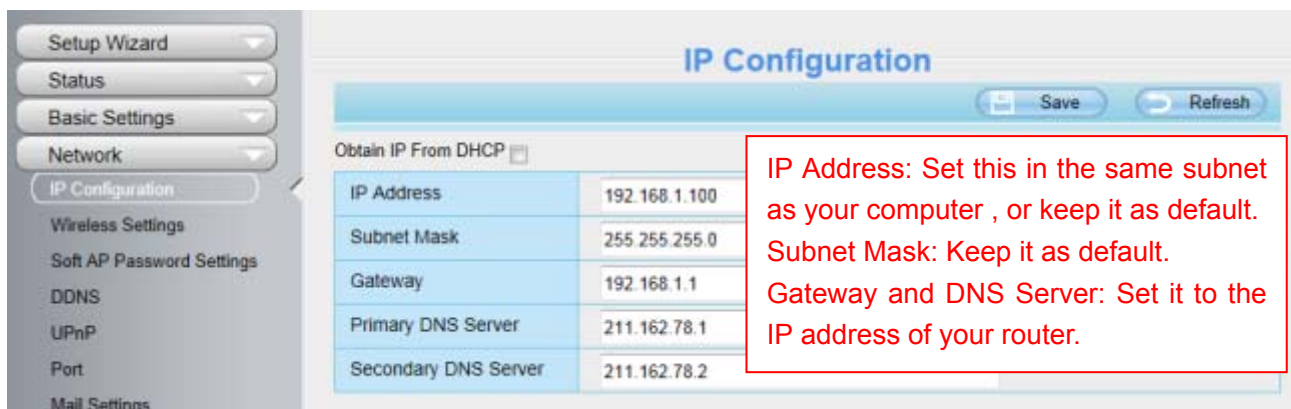 Setup Wizard
Status
Basic Settings
Network
IP Configuration
Wireless Settings
Soft AP Password Settings
DDNS
UPnP
Port
Mail Settings
IP Configuration
Save Refresh
Obtain IP From DHCP
IP Address 192.168.1.100
Subnet Mask 255.255.255.0
Gateway 192.168.1.1
Primary DNS Server 211.162.78.1
Secondary DNS Server 211.162.78.2
IP Address: Set this in the same subnet
as your computer , or keep it as default.
Subnet Mask: Keep it as default.
Gateway and DNS Server: Set it to the
IP address of your router.